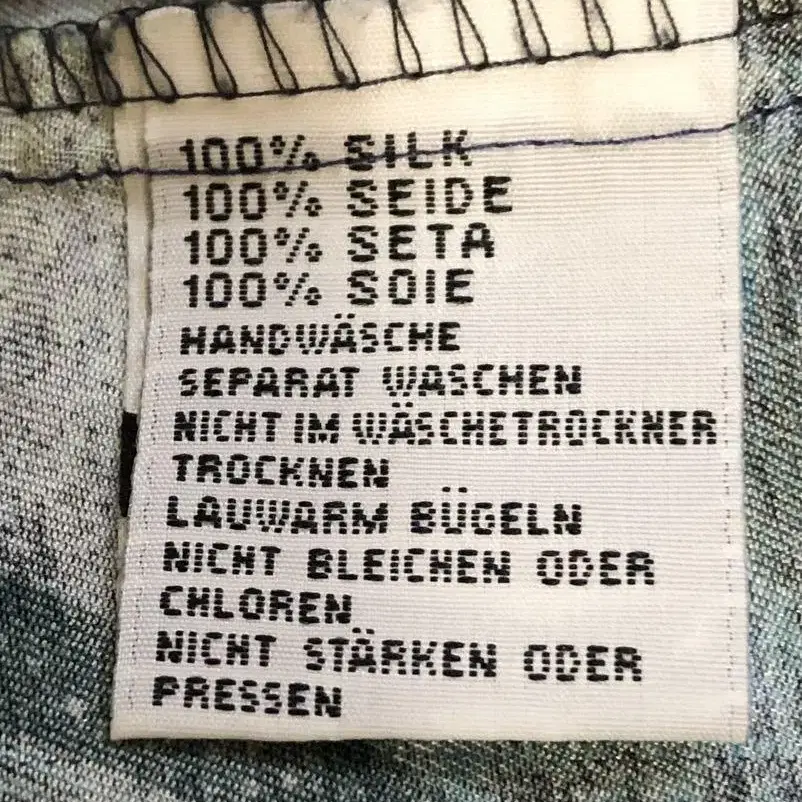 100% SILK
100% SEIDE
100% SETA
100% SOIE
HANDWÄSCHE
SEPARAT WASCHEN
NICHT IM WÄSCHETROCKNER
TROCKNEN
LAUWARM BÜGELN
NICHT BLEICHEN ODER
CHLOREN
NICHT STÄRKEN ODER
PRESSEN